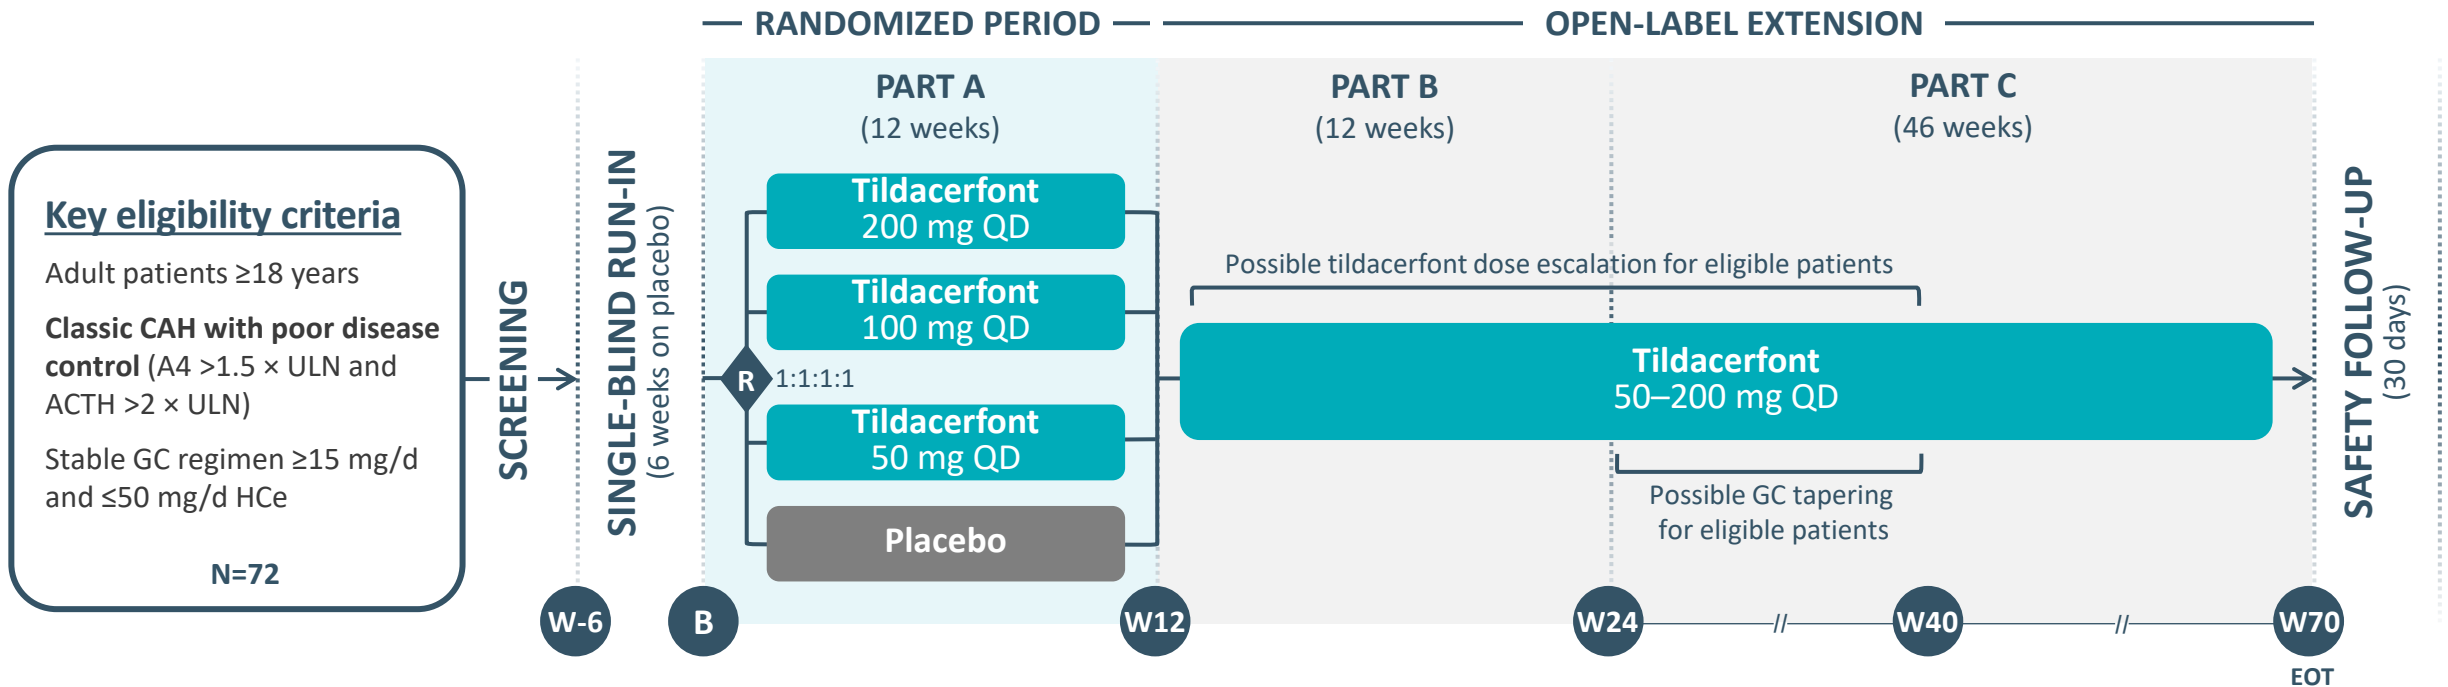 RANDOMIZED PERIOD
OPEN-LABEL EXTENSION
PART A
(12 weeks)
PART B
(12 weeks)
PART C
(46 weeks)
Key eligibility criteria
Adult patients ≥18 years
Classic CAH with poor disease
control (A4 >1.5 × ULN and
ACTH >2 × ULN)
Stable GC regimen ≥15 mg/d
and ≤50 mg/d HCe
N=72
SCREENING
SINGLE-BLIND RUN-IN
(6 weeks on placebo)
R
1:1:1:1
Tildacerfont
200 mg QD
Tildacerfont
100 mg QD
Tildacerfont
50 mg QD
Placebo
Possible tildacerfont dose escalation for eligible patients
Tildacerfont
50–200 mg QD
Possible GC tapering
for eligible patients
SAFETY FOLLOW-UP
(30 days)
W-6
B
W12
W24
//
W40
//
W70
EOT